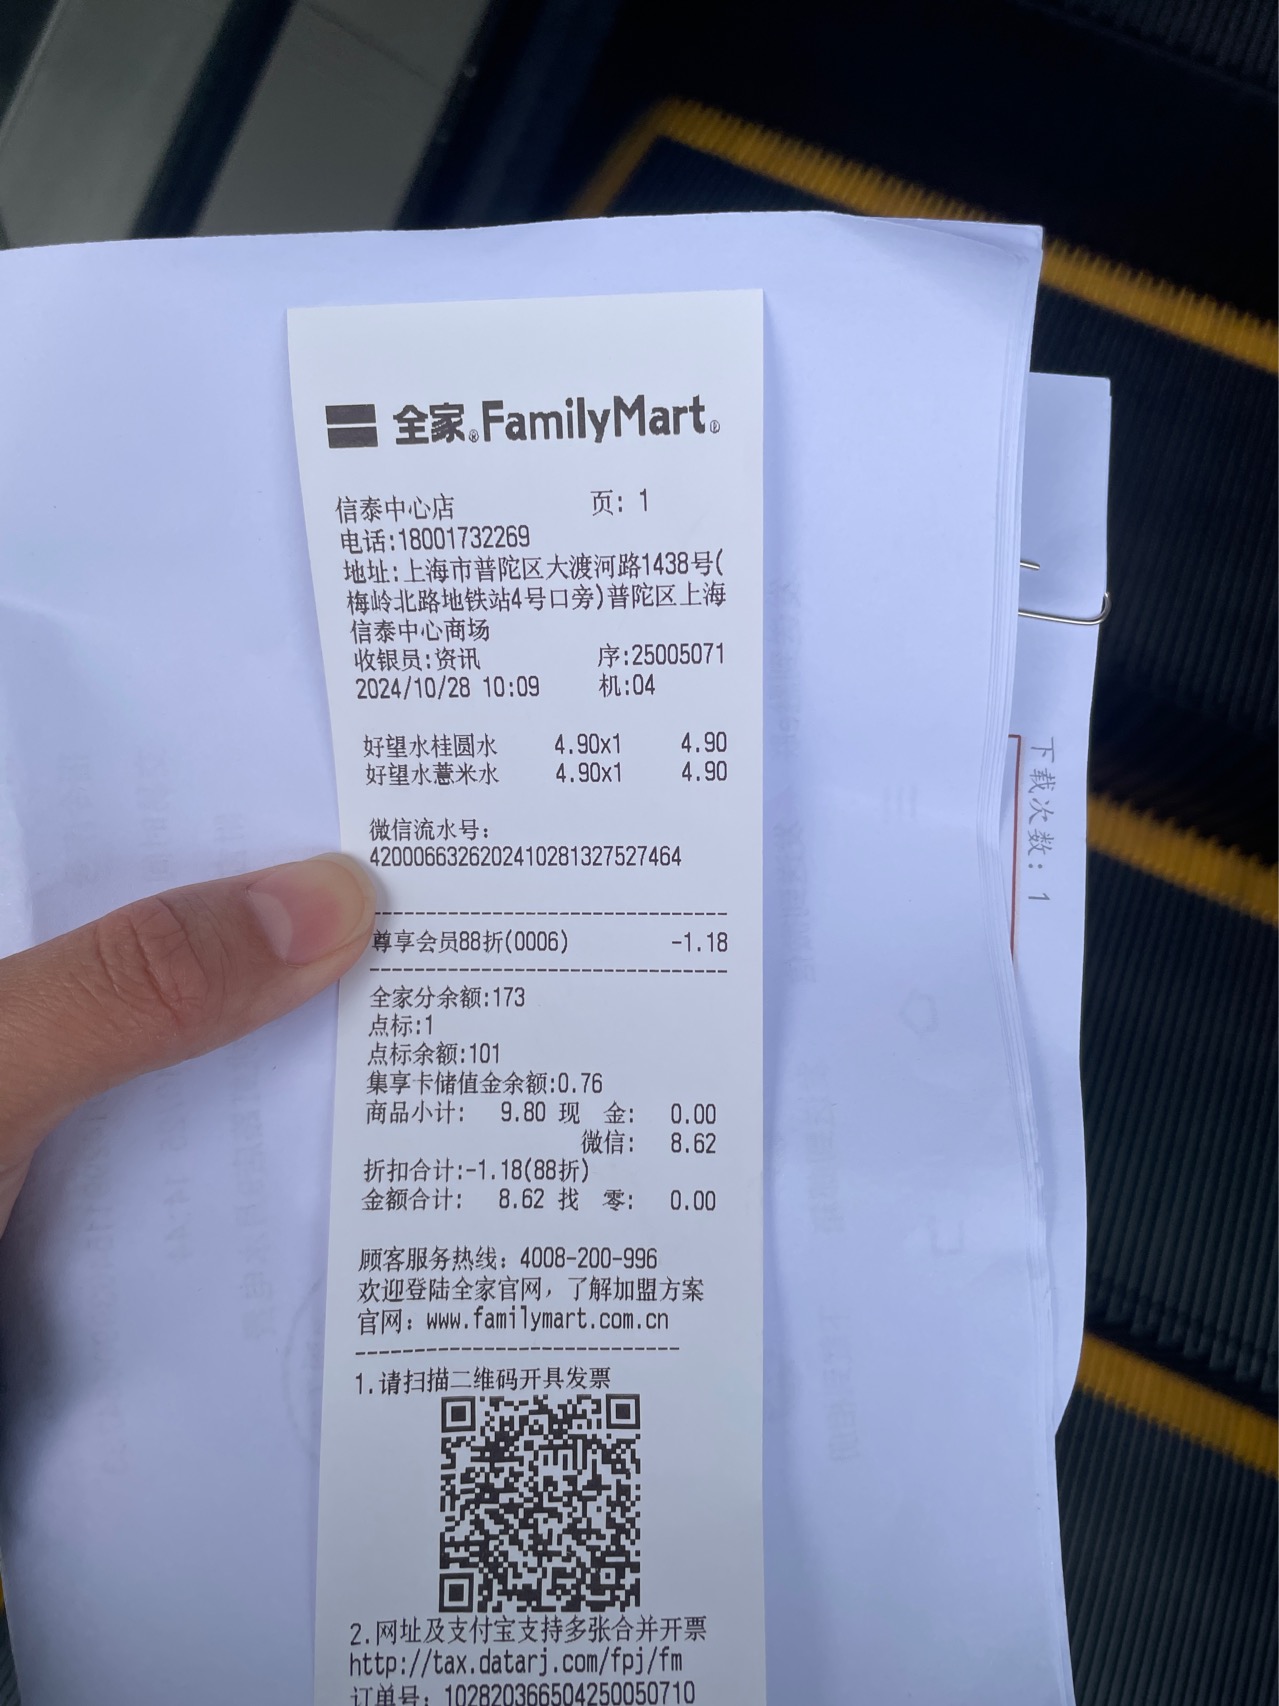 全家®FamilyMart®
信泰中心店 页: 1
电话:18001732269
地址:上海市普陀区大渡河路1438号(
梅岭北路地铁站4号口旁)普陀区上海
信泰中心商场
收银员:资讯 序:25005071
2024/10/28 10:09 机:04
好望水桂圆水 4.90x1 4.90
好望水薏米水 4.90x1 4.90
微信流水号:
4200066326202410281327527464
尊享会员88折(0006) -1.18
全家分余额:173
点标:1
点标余额:101
集享卡储值金余额:0.76
商品小计: 9.80 现 金: 0.00
微信: 8.62
折扣合计:-1.18(88折)
金额合计: 8.62 找 零: 0.00
顾客服务热线: 4008-200-996
欢迎登陆全家官网，了解加盟方案
官网: www.familymart.com.cn
1.请扫描二维码开具发票
2.网址及支付宝支持多张合并开票
http://tax.datarj.com/fpj/fm
订单号: 1028203665042500507​10
下载次数: 1